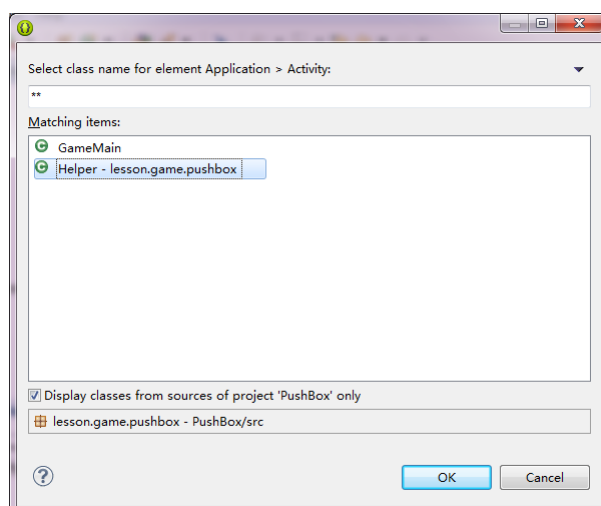 Select class name for element Application > Activity:
**
Matching items:
GameMain
Helper - lesson.game.pushbox
Display classes from sources of project 'PushBox' only
lesson.game.pushbox - PushBox/src
OK
Cancel